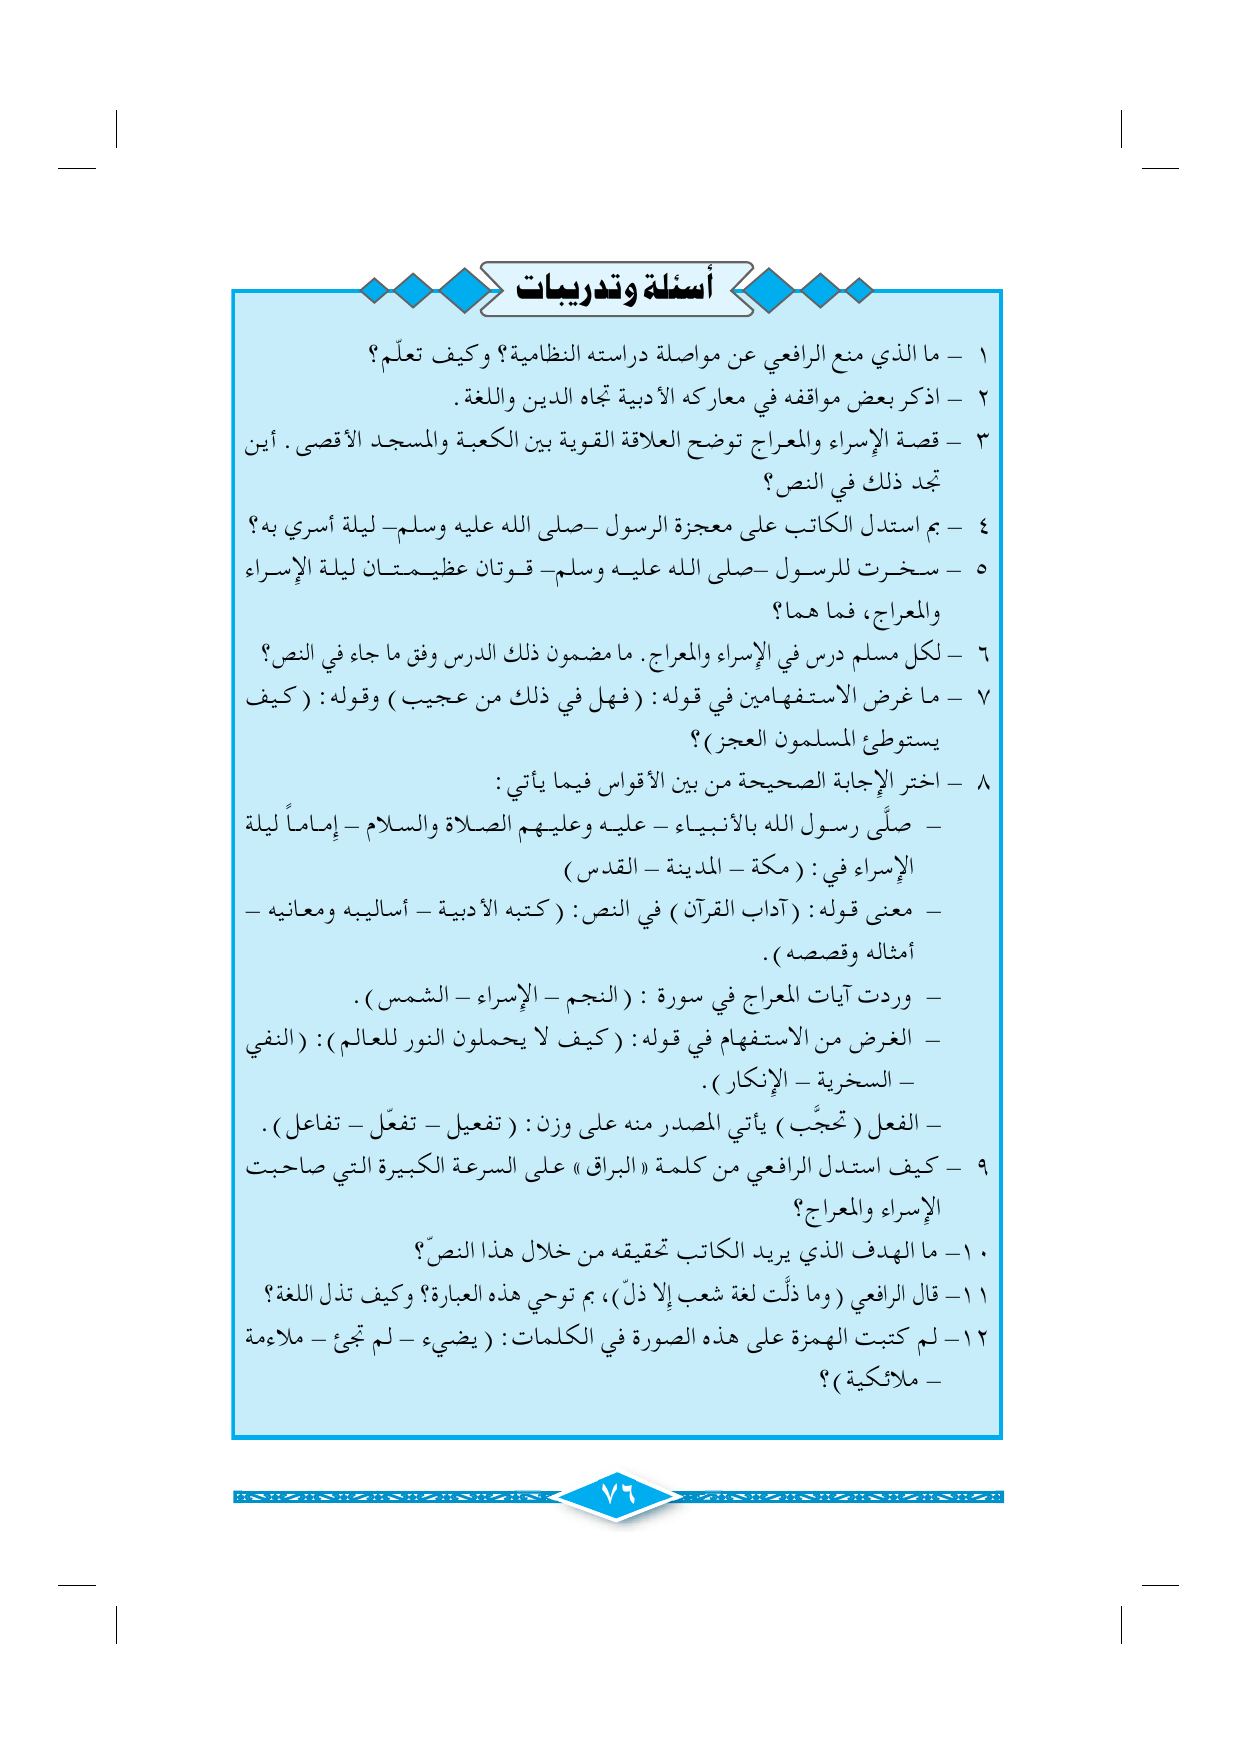 أسئلة وتدريبات
١ – ما الذي منع الرافعي عن مواصلة دراسته النظامية؟ وكيف تعلّم؟
٢ – اذكر بعض مواقفه في معاركه الأدبية تجاه الدين واللغة.
٣ – قصة الإسراء والمعراج توضح العلاقة القوية بين الكعبة والمسجد الأقصى. أين
تجد ذلك في النص؟
٤ – بم استدل الكاتب على معجزة الرسول –صلى الله عليه وسلم– ليلة أسري به؟
٥ – سخرت للرسول –صلى الله عليه وسلم– قوتان عظيمتان ليلة الإسراء
والمعراج، فما هما؟
٦ – لكل مسلم درس في الإسراء والمعراج. ما مضمون ذلك الدرس وفق ما جاء في النص؟
٧ – ما غرض الاستفهامين في قوله: (فهل في ذلك من عجيب) وقوله: (كيف
يستوطئ المسلمون العجز)؟
٨ – اختر الإجابة الصحيحة من بين الأقواس فيما يأتي:
– صلَّى رسول الله بالأنبياء – عليه وعليهم الصلاة والسلام – إماماً ليلة
الإسراء في: (مكة – المدينة – القدس)
– معنى قوله: (آداب القرآن) في النص: (كتبه الأدبية – أساليبه ومعانيه –
أمثاله وقصصه).
– وردت آيات المعراج في سورة : (النجم – الإسراء – الشمس).
– الغرض من الاستفهام في قوله: (كيف لا يحملون النور للعالم): (النفي
– السخرية – الإنكار).
– الفعل (تحجَّب) يأتي المصدر منه على وزن: (تفعيل – تفعّل – تفاعل).
٩ – كيف استدل الرافعي من كلمة «البراق» على السرعة الكبيرة التي صاحبت
الإسراء والمعراج؟
١٠– ما الهدف الذي يريد الكاتب تحقيقه من خلال هذا النصّ؟
١١– قال الرافعي (وما ذلَّت لغة شعب إلا ذلّ)، بم توحي هذه العبارة؟ وكيف تذل اللغة؟
١٢– لم كتبت الهمزة على هذه الصورة في الكلمات: (يضيء – لم تجئ – ملاءمة
– ملائكية)؟
٧٦